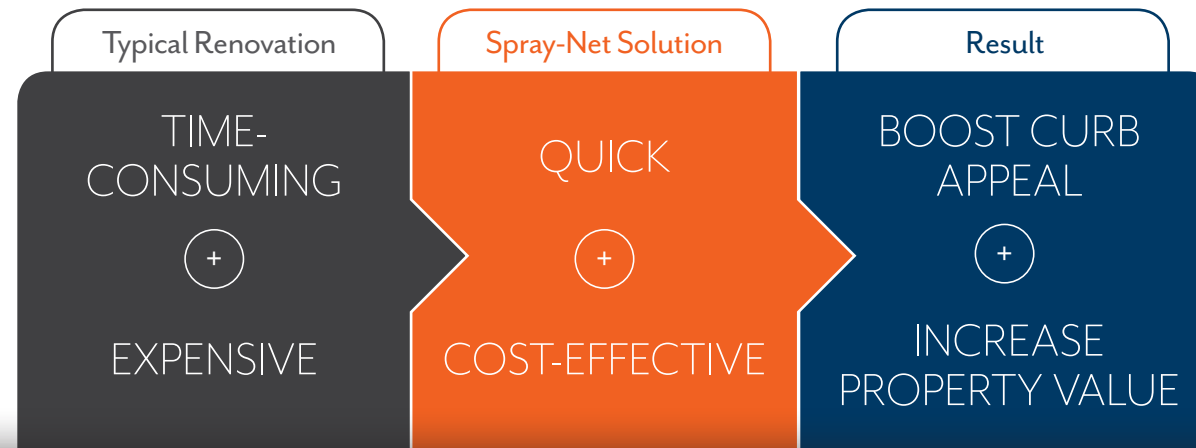 Typical Renovation
TIME-
CONSUMING
+
EXPENSIVE
Spray-Net Solution
QUICK
+
COST-EFFECTIVE
Result
BOOST CURB
APPEAL
+
INCREASE
PROPERTY VALUE